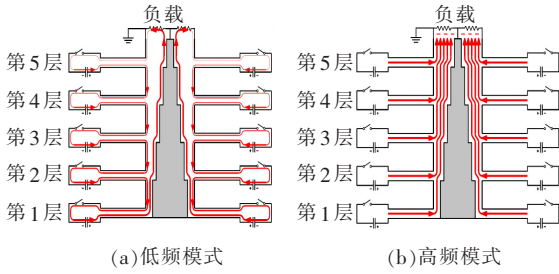 负载 负载
第5层 第5层
第4层 第4层
第3层 第3层
第2层 第2层
第1层 第1层
(a)低频模式 (b)高频模式